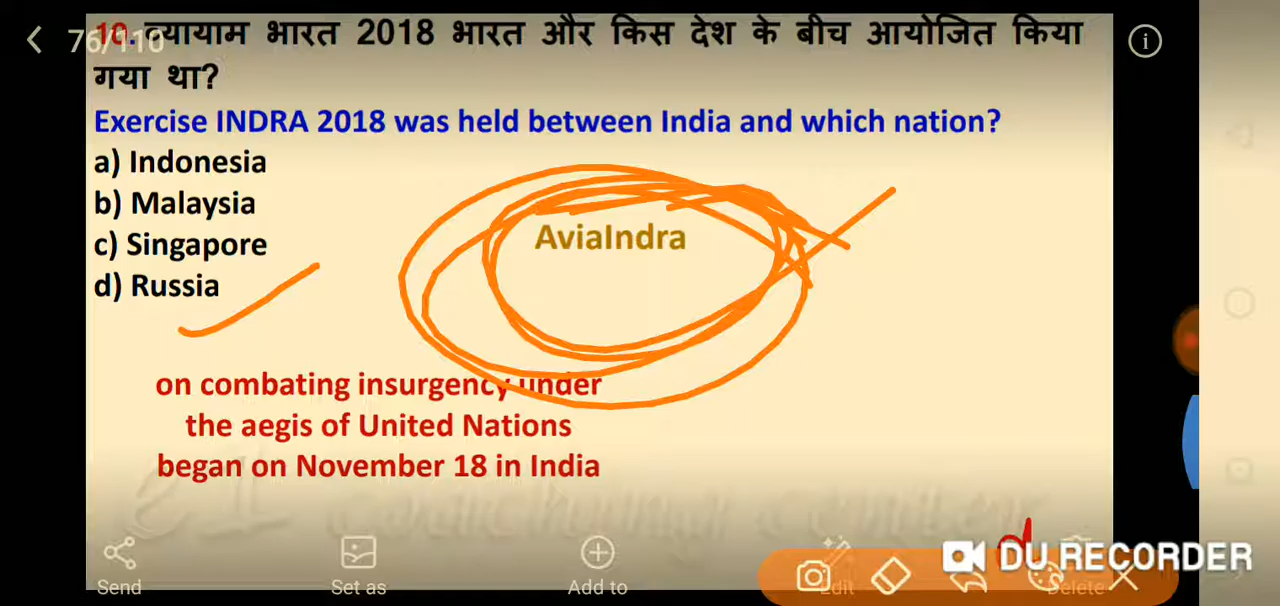 76/110
10. व्यायाम भारत 2018 भारत और किस देश के बीच आयोजित किया
गया था?
Exercise INDRA 2018 was held between India and which nation?
a) Indonesia
b) Malaysia
c) Singapore
d) Russia
AviaIndra
on combating insurgency under
the aegis of United Nations
began on November 18 in India
d
DU RECORDER
Send
Set as
Add to
Edit
Delete